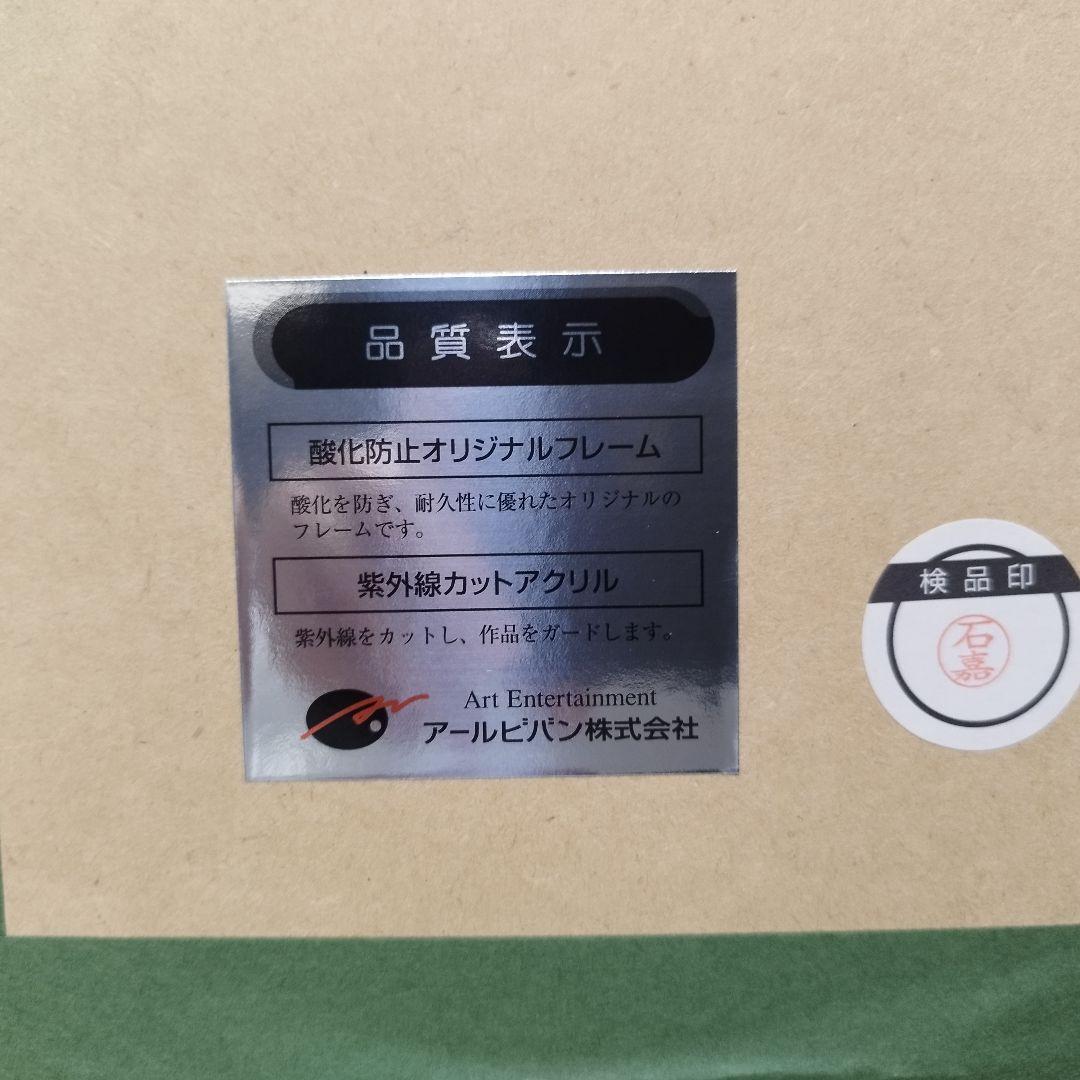 品質表示
酸化防止オリジナルフレーム
酸化を防ぎ、耐久性に優れたオリジナルの
フレームです。
紫外線カットアクリル
紫外線をカットし、作品をガードします。
Art Entertainment
アールビバン株式会社
検品印
石
嘉